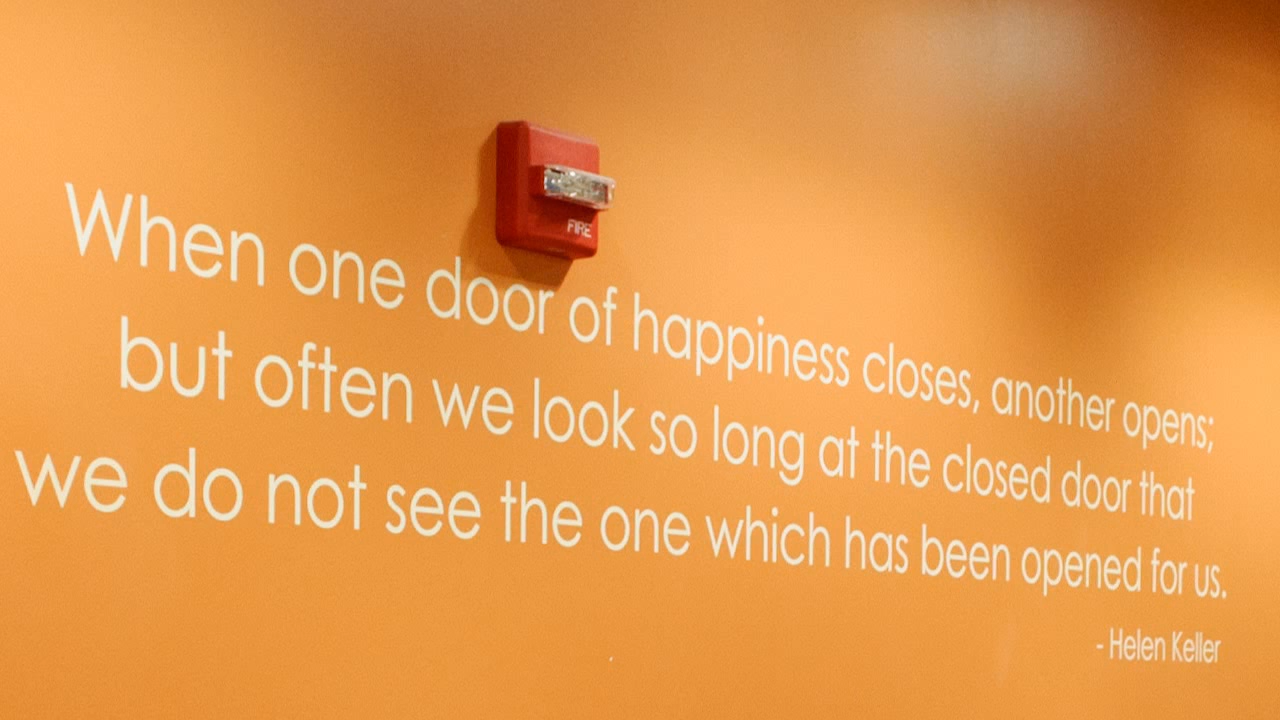 FIRE
When one door of happiness closes, another opens;
but often we look so long at the closed door that
we do not see the one which has been opened for us.
- Helen Keller